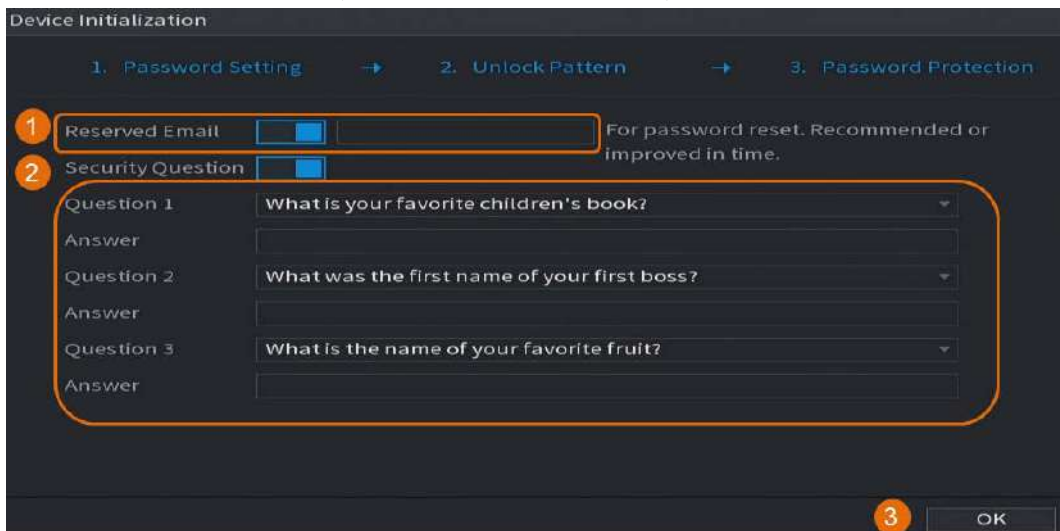 Device Initialization
1. Password Setting → 2. Unlock Pattern → 3. Password Protection
1 Reserved Email For password reset. Recommended or
improved in time.
2 Security Question
Question 1 What is your favorite children's book?
Answer
Question 2 What was the first name of your first boss?
Answer
Question 3 What is the name of your favorite fruit?
Answer
3 OK